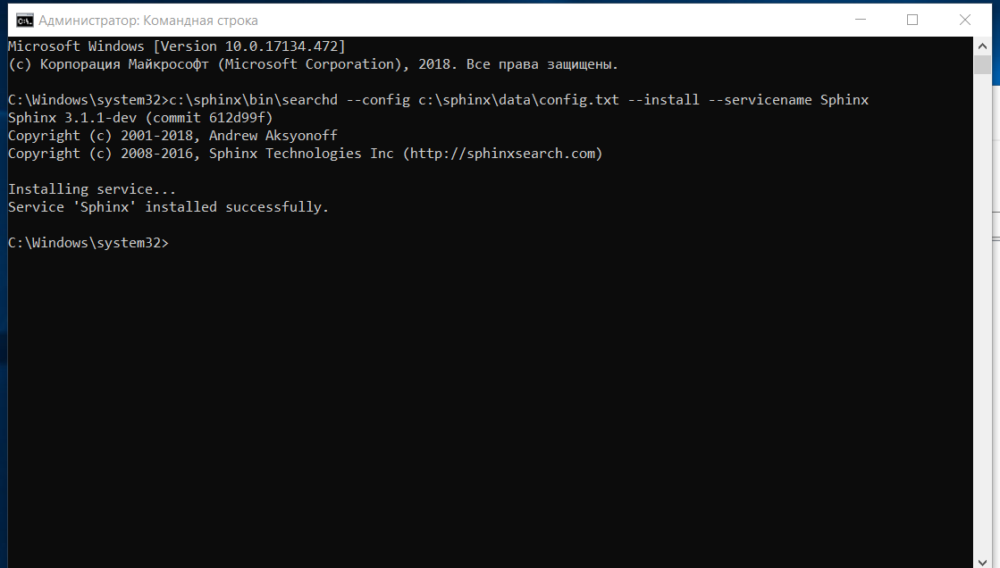 Администратор: Командная строка
Microsoft Windows [Version 10.0.17134.472]
(c) Корпорация Майкрософт (Microsoft Corporation), 2018. Все права защищены.
C:\Windows\system32>c:\sphinx\bin\searchd --config c:\sphinx\data\config.txt --install --servicename Sphinx
Sphinx 3.1.1-dev (commit 612d99f)
Copyright (c) 2001-2018, Andrew Aksyonoff
Copyright (c) 2008-2016, Sphinx Technologies Inc (http://sphinxsearch.com)
Installing service...
Service 'Sphinx' installed successfully.
C:\Windows\system32>